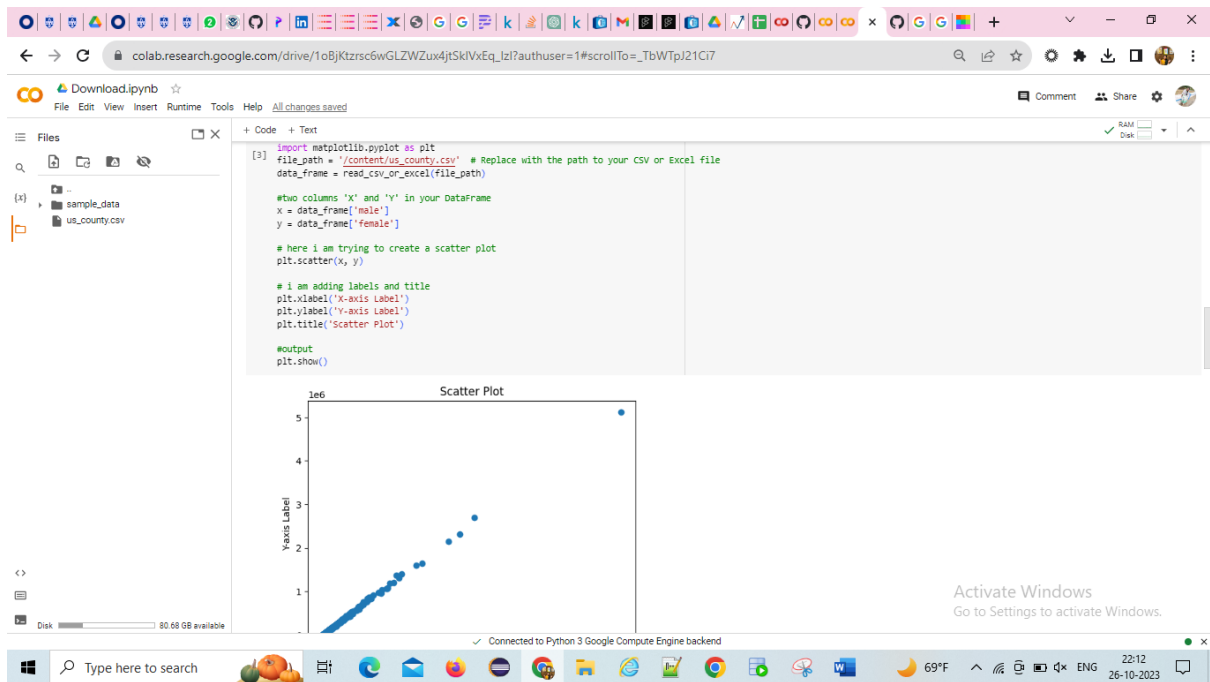 colab.research.google.com/drive/1oBjKtzrsc6wGLZWZux4jtSkIVxEq_IzI?authuser=1#scrollTo=_TbWTpJ21Ci7
Download.ipynb
File Edit View Insert Runtime Tools Help All changes saved
Comment Share
Files
+ Code + Text
RAM
Disk
..
sample_data
us_county.csv
{x}
[3]
import matplotlib.pyplot as plt
file_path = '/content/us_county.csv' # Replace with the path to your CSV or Excel file
data_frame = read_csv_or_excel(file_path)
#two columns 'X' and 'Y' in your DataFrame
x = data_frame['male']
y = data_frame['female']
# here i am trying to create a scatter plot
plt.scatter(x, y)
# i am adding labels and title
plt.xlabel('X-axis Label')
plt.ylabel('Y-axis Label')
plt.title('Scatter Plot')
#output
plt.show()
Scatter Plot
1e6
5
4
3
2
1
Y-axis Label
Activate Windows
Go to Settings to activate Windows.
Disk 80.68 GB available
Connected to Python 3 Google Compute Engine backend
Type here to search
69°F
ENG
22:12
26-10-2023